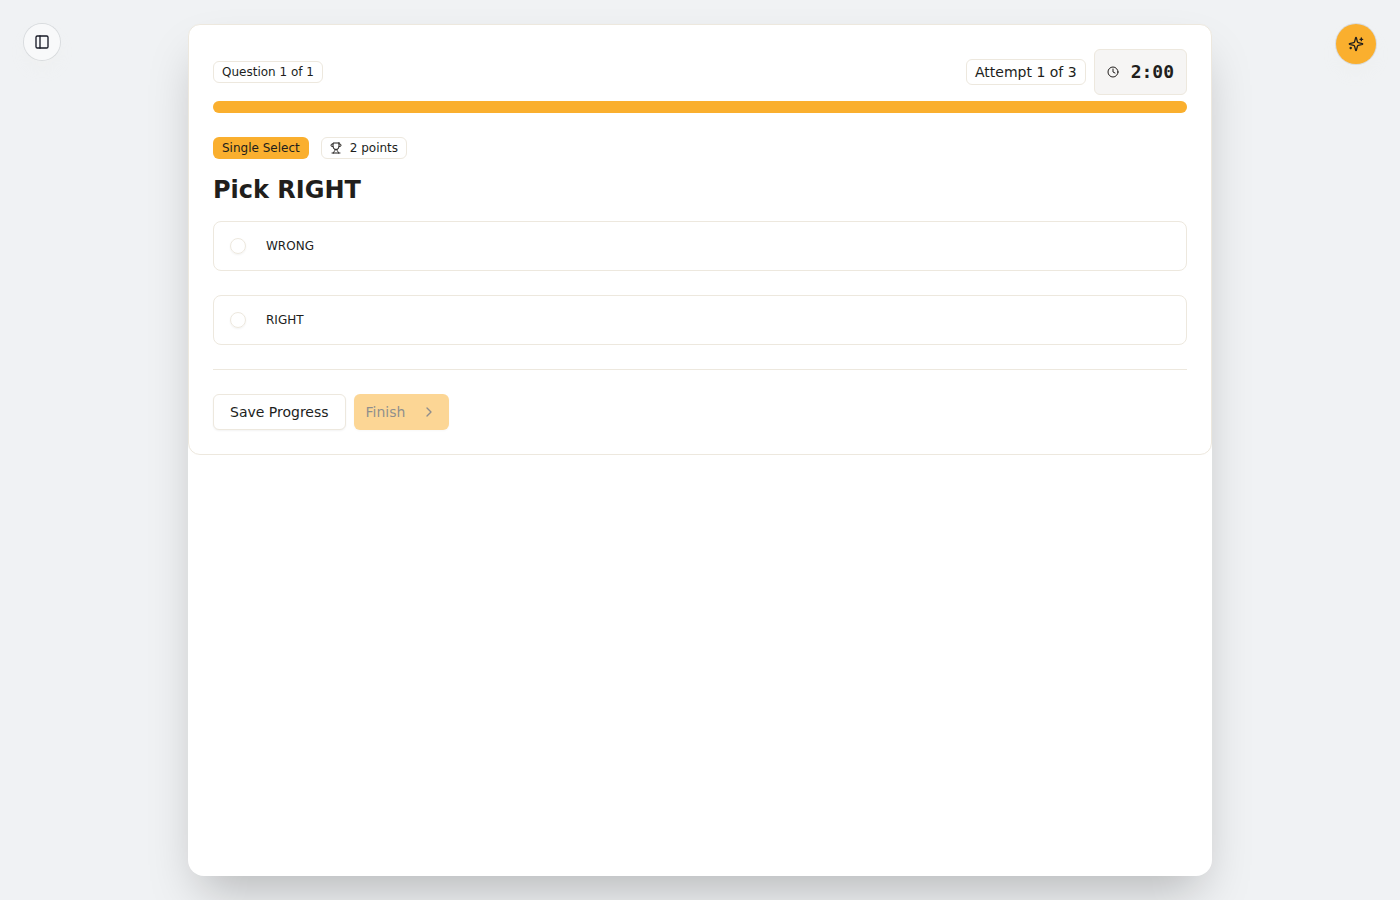 Question 1 of 1
Attempt 1 of 3
2:00
Single Select
2 points
Pick RIGHT
WRONG
RIGHT
Save Progress
Finish